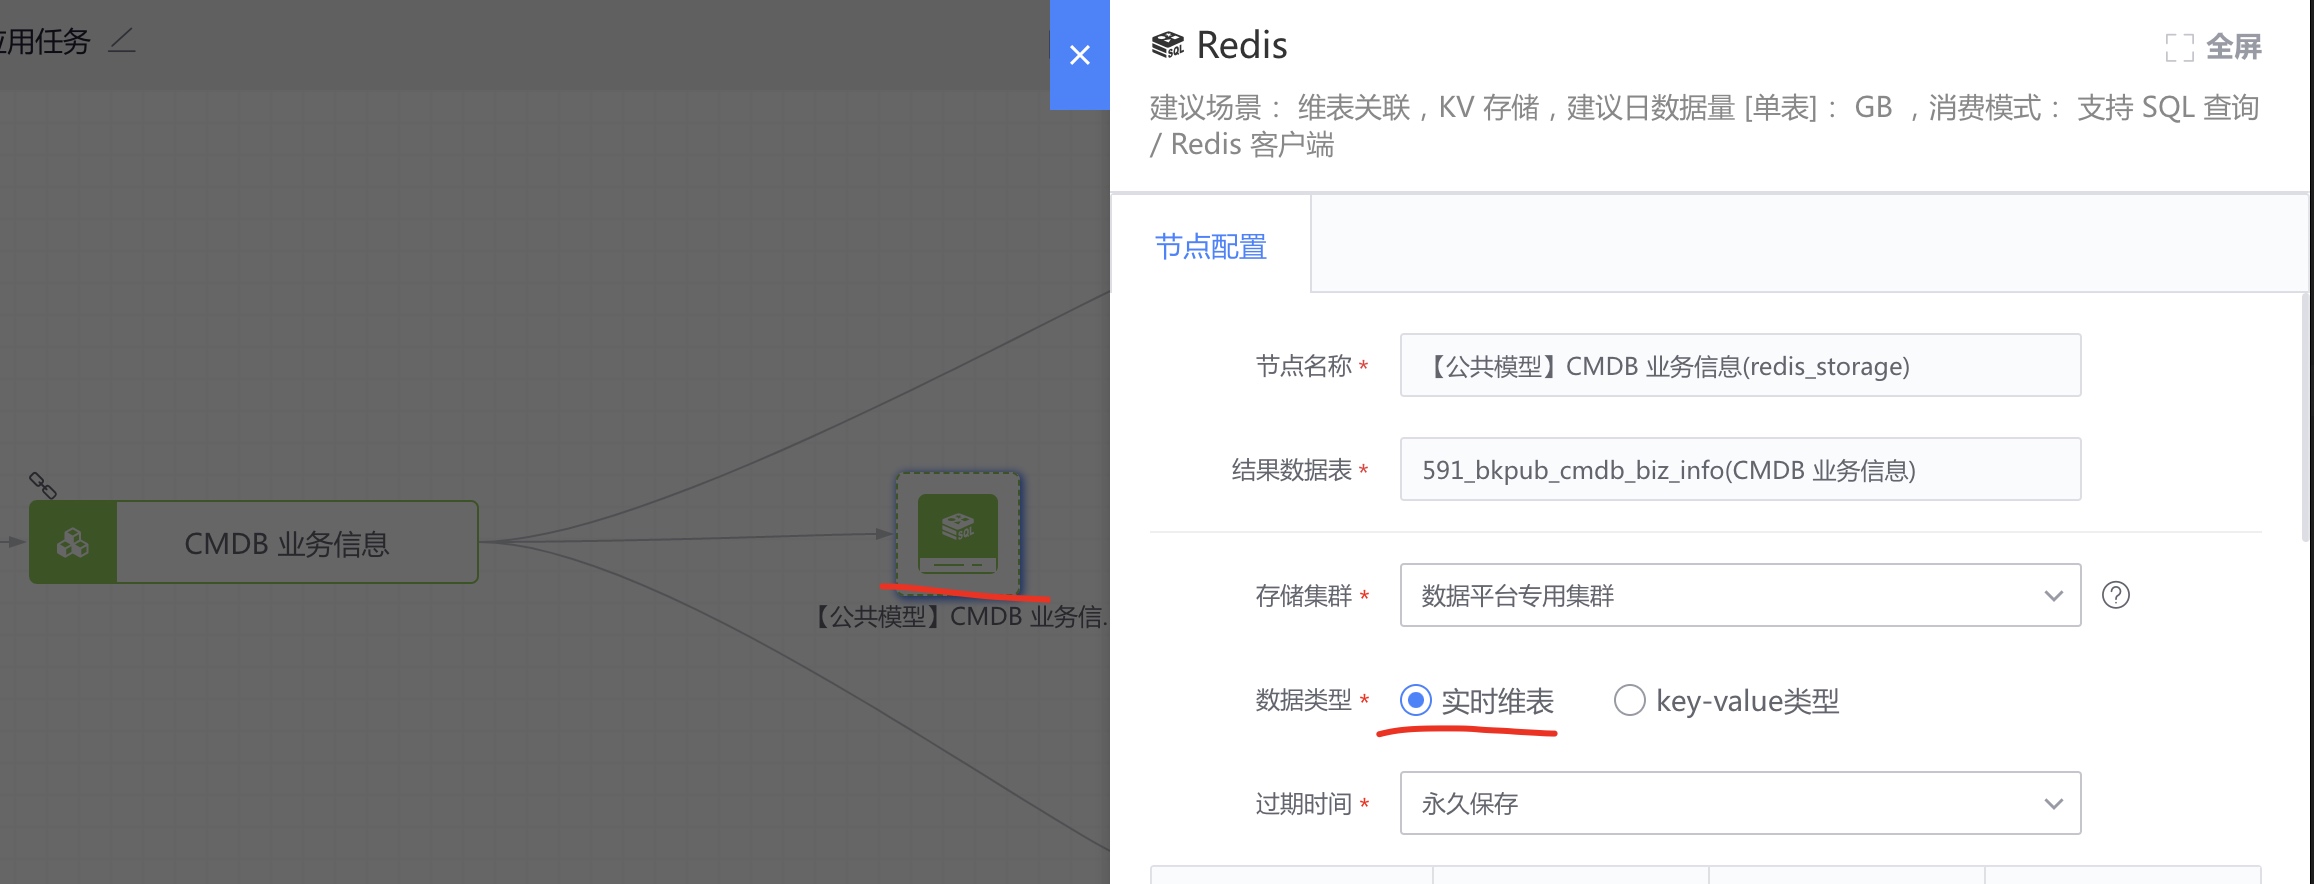 应用任务
Redis
全屏
建议场景： 维表关联，KV 存储，建议日数据量 [单表]： GB ，消费模式： 支持 SQL 查询
/ Redis 客户端
节点配置
节点名称 *
【公共模型】CMDB 业务信息(redis_storage)
结果数据表 *
591_bkpub_cmdb_biz_info(CMDB 业务信息)
CMDB 业务信息
SQL
【公共模型】CMDB 业务信.
存储集群 *
数据平台专用集群
数据类型 *
实时维表
key-value类型
过期时间 *
永久保存